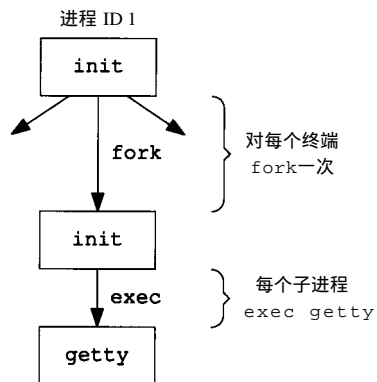 进程 ID 1
init
fork
对每个终端
fork一次
init
exec
每个子进程
exec getty
getty